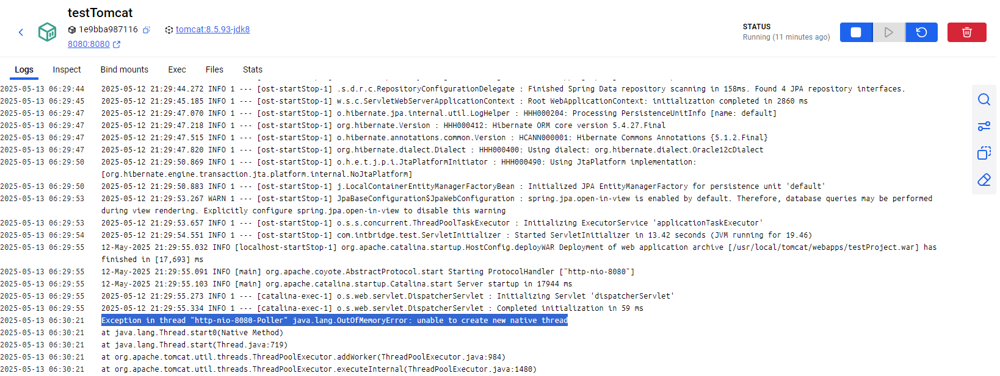 testTomcat
1e9bba987116 tomcat:8.5.93-jdk8
8080:8080
STATUS
Running (11 minutes ago)
Logs Inspect Bind mounts Exec Files Stats
2025-05-13 06:29:44 2025-05-12 21:29:44.272 INFO 1 --- [ost-startStop-1] .s.d.r.c.RepositoryConfigurationDelegate : Finished Spring Data repository scanning in 158ms. Found 4 JPA repository interfaces.
2025-05-13 06:29:45 2025-05-12 21:29:45.185 INFO 1 --- [ost-startStop-1] w.s.c.ServletWebServerApplicationContext : Root WebApplicationContext: initialization completed in 2860 ms
2025-05-13 06:29:47 2025-05-12 21:29:47.070 INFO 1 --- [ost-startStop-1] o.hibernate.jpa.internal.util.LogHelper : HHH000204: Processing PersistenceUnitInfo [name: default]
2025-05-13 06:29:47 2025-05-12 21:29:47.218 INFO 1 --- [ost-startStop-1] org.hibernate.Version : HHH000412: Hibernate ORM core version 5.4.27.Final
2025-05-13 06:29:47 2025-05-12 21:29:47.515 INFO 1 --- [ost-startStop-1] o.hibernate.annotations.common.Version : HCANN000001: Hibernate Commons Annotations {5.1.2.Final}
2025-05-13 06:29:47 2025-05-12 21:29:47.820 INFO 1 --- [ost-startStop-1] org.hibernate.dialect.Dialect : HHH000400: Using dialect: org.hibernate.dialect.Oracle12cDialect
2025-05-13 06:29:50 2025-05-12 21:29:50.869 INFO 1 --- [ost-startStop-1] o.h.e.t.j.p.i.JtaPlatformInitiator : HHH000490: Using JtaPlatform implementation:
[org.hibernate.engine.transaction.jta.platform.internal.NoJtaPlatform]
2025-05-13 06:29:50 2025-05-12 21:29:50.883 INFO 1 --- [ost-startStop-1] j.LocalContainerEntityManagerFactoryBean : Initialized JPA EntityManagerFactory for persistence unit 'default'
2025-05-13 06:29:53 2025-05-12 21:29:53.267 WARN 1 --- [ost-startStop-1] JpaBaseConfiguration$JpaWebConfiguration : spring.jpa.open-in-view is enabled by default. Therefore, database queries may be performed
during view rendering. Explicitly configure spring.jpa.open-in-view to disable this warning
2025-05-13 06:29:53 2025-05-12 21:29:53.657 INFO 1 --- [ost-startStop-1] o.s.s.concurrent.ThreadPoolTaskExecutor : Initializing ExecutorService 'applicationTaskExecutor'
2025-05-13 06:29:54 2025-05-12 21:29:54.551 INFO 1 --- [ost-startStop-1] com.intbridge.test.ServletInitializer : Started ServletInitializer in 13.42 seconds (JVM running for 19.46)
2025-05-13 06:29:55 12-May-2025 21:29:55.032 INFO [localhost-startStop-1] org.apache.catalina.startup.HostConfig.deployWAR Deployment of web application archive [/usr/local/tomcat/webapps/testProject.war] has
finished in [17,693] ms
2025-05-13 06:29:55 12-May-2025 21:29:55.091 INFO [main] org.apache.coyote.AbstractProtocol.start Starting ProtocolHandler ["http-nio-8080"]
2025-05-13 06:29:55 12-May-2025 21:29:55.103 INFO [main] org.apache.catalina.startup.Catalina.start Server startup in 17944 ms
2025-05-13 06:29:55 2025-05-12 21:29:55.273 INFO 1 --- [catalina-exec-1] o.s.web.servlet.DispatcherServlet : Initializing Servlet 'dispatcherServlet'
2025-05-13 06:29:55 2025-05-12 21:29:55.334 INFO 1 --- [catalina-exec-1] o.s.web.servlet.DispatcherServlet : Completed initialization in 59 ms
2025-05-13 06:30:21 Exception in thread "http-nio-8080-Poller" java.lang.OutOfMemoryError: unable to create new native thread
2025-05-13 06:30:21 at java.lang.Thread.start0(Native Method)
2025-05-13 06:30:21 at java.lang.Thread.start(Thread.java:719)
2025-05-13 06:30:21 at org.apache.tomcat.util.threads.ThreadPoolExecutor.addWorker(ThreadPoolExecutor.java:984)
2025-05-13 06:30:21 at org.apache.tomcat.util.threads.ThreadPoolExecutor.executeInternal(ThreadPoolExecutor.java:1480)